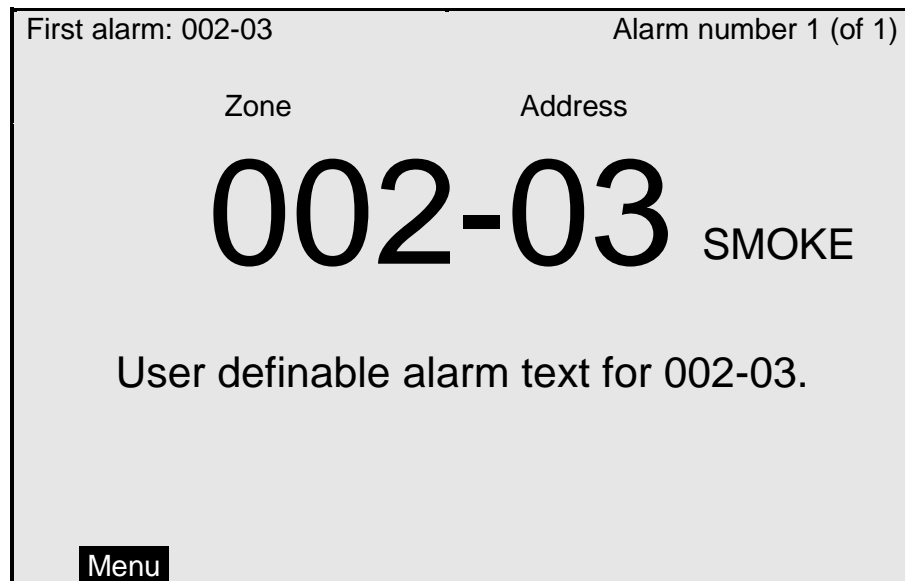 First alarm: 002-03 Alarm number 1 (of 1)
Zone Address
002-03 SMOKE
User definable alarm text for 002-03.
Menu